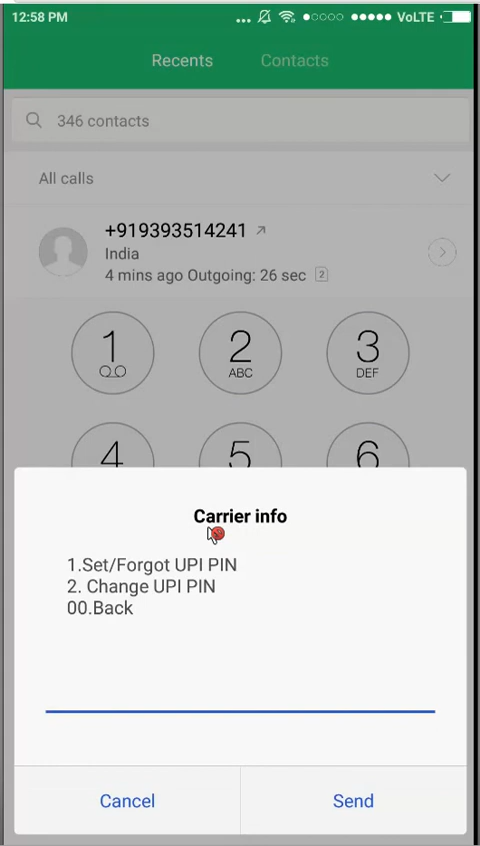 12:58 PM
... VoLTE
Recents Contacts
346 contacts
All calls
+919393514241
India
4 mins ago Outgoing: 26 sec 2
1 2 3
ABC DEF
4 5 6
Carrier info
1.Set/Forgot UPI PIN
2. Change UPI PIN
00.Back
Cancel Send